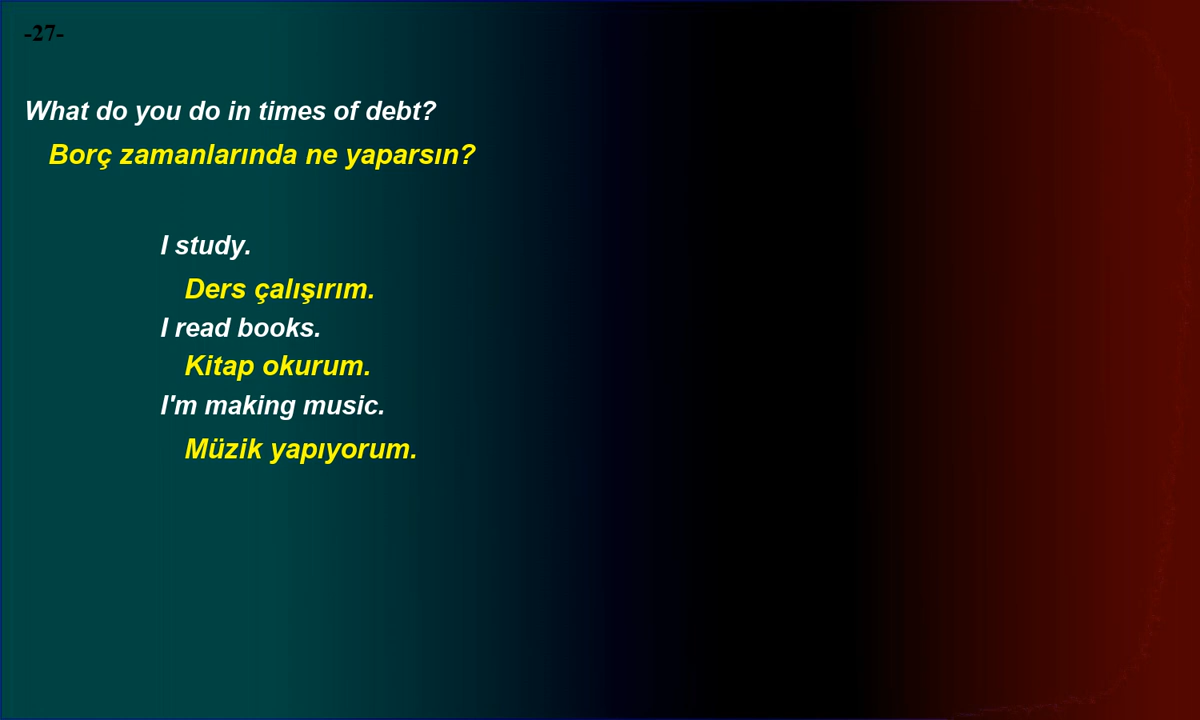 -27-
What do you do in times of debt?
Borç zamanlarında ne yaparsın?
I study.
Ders çalışırım.
I read books.
Kitap okurum.
I'm making music.
Müzik yapıyorum.